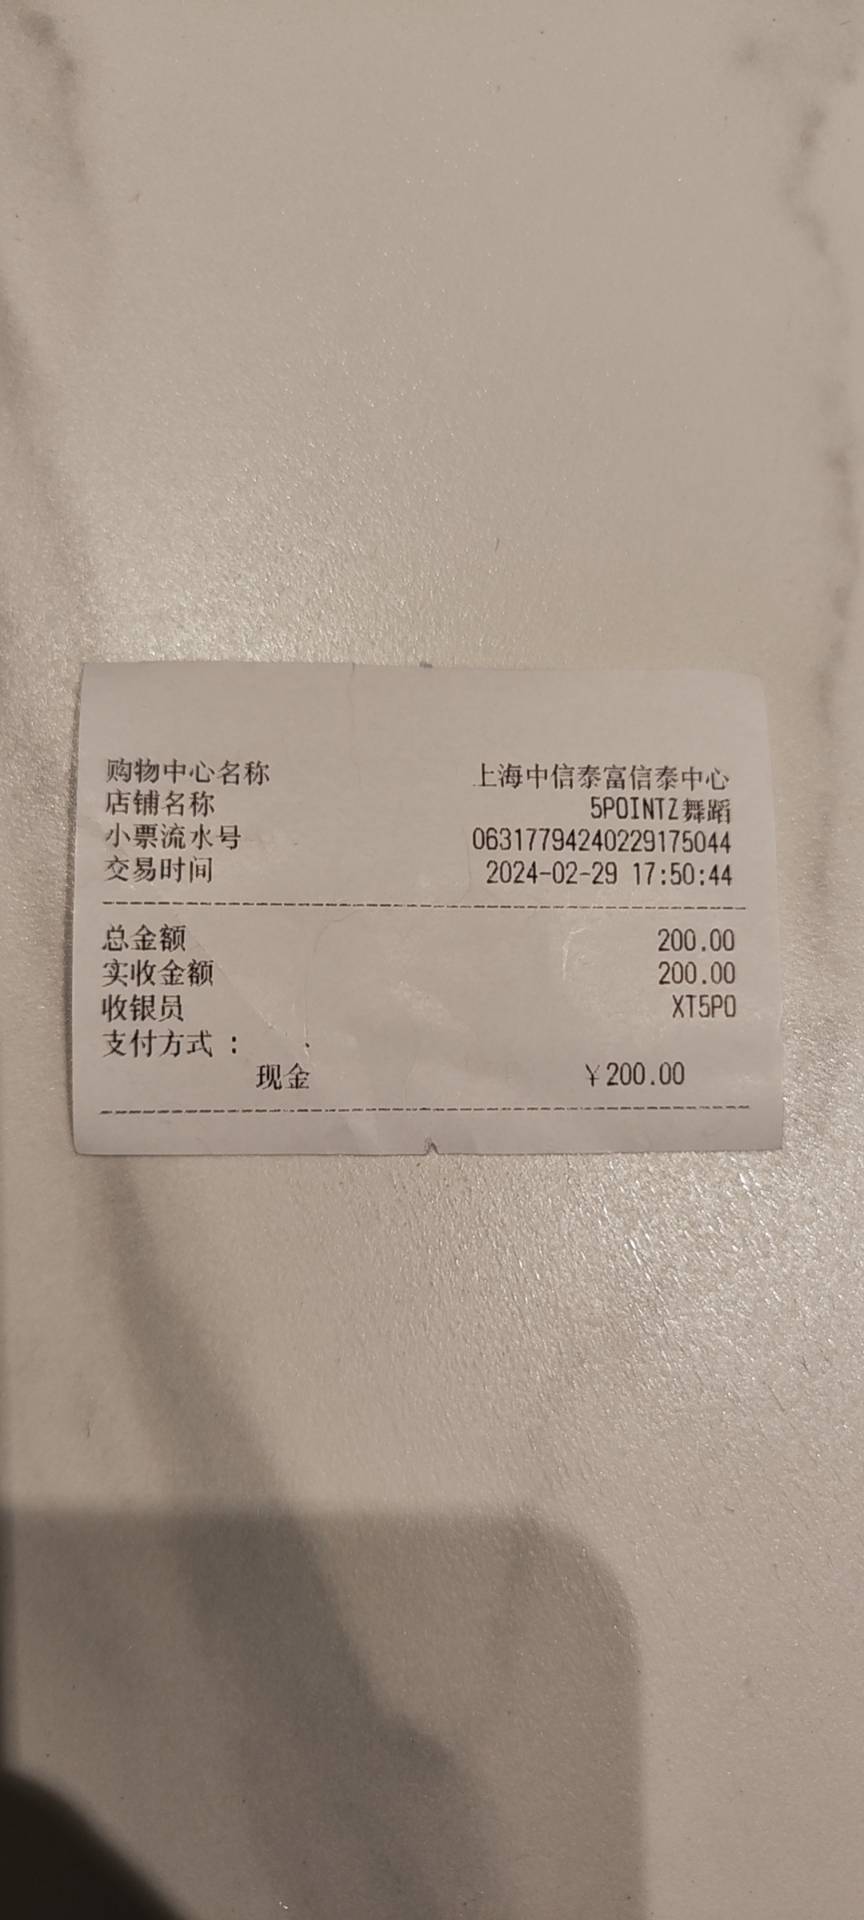 购物中心名称 上海中信泰富信泰中心
店铺名称 5POINTZ舞蹈
小票流水号 06317794240229175044
交易时间 2024-02-29 17:50:44
总金额 200.00
实收金额 200.00
收银员 XT5PO
支付方式：
现金 ￥200.00